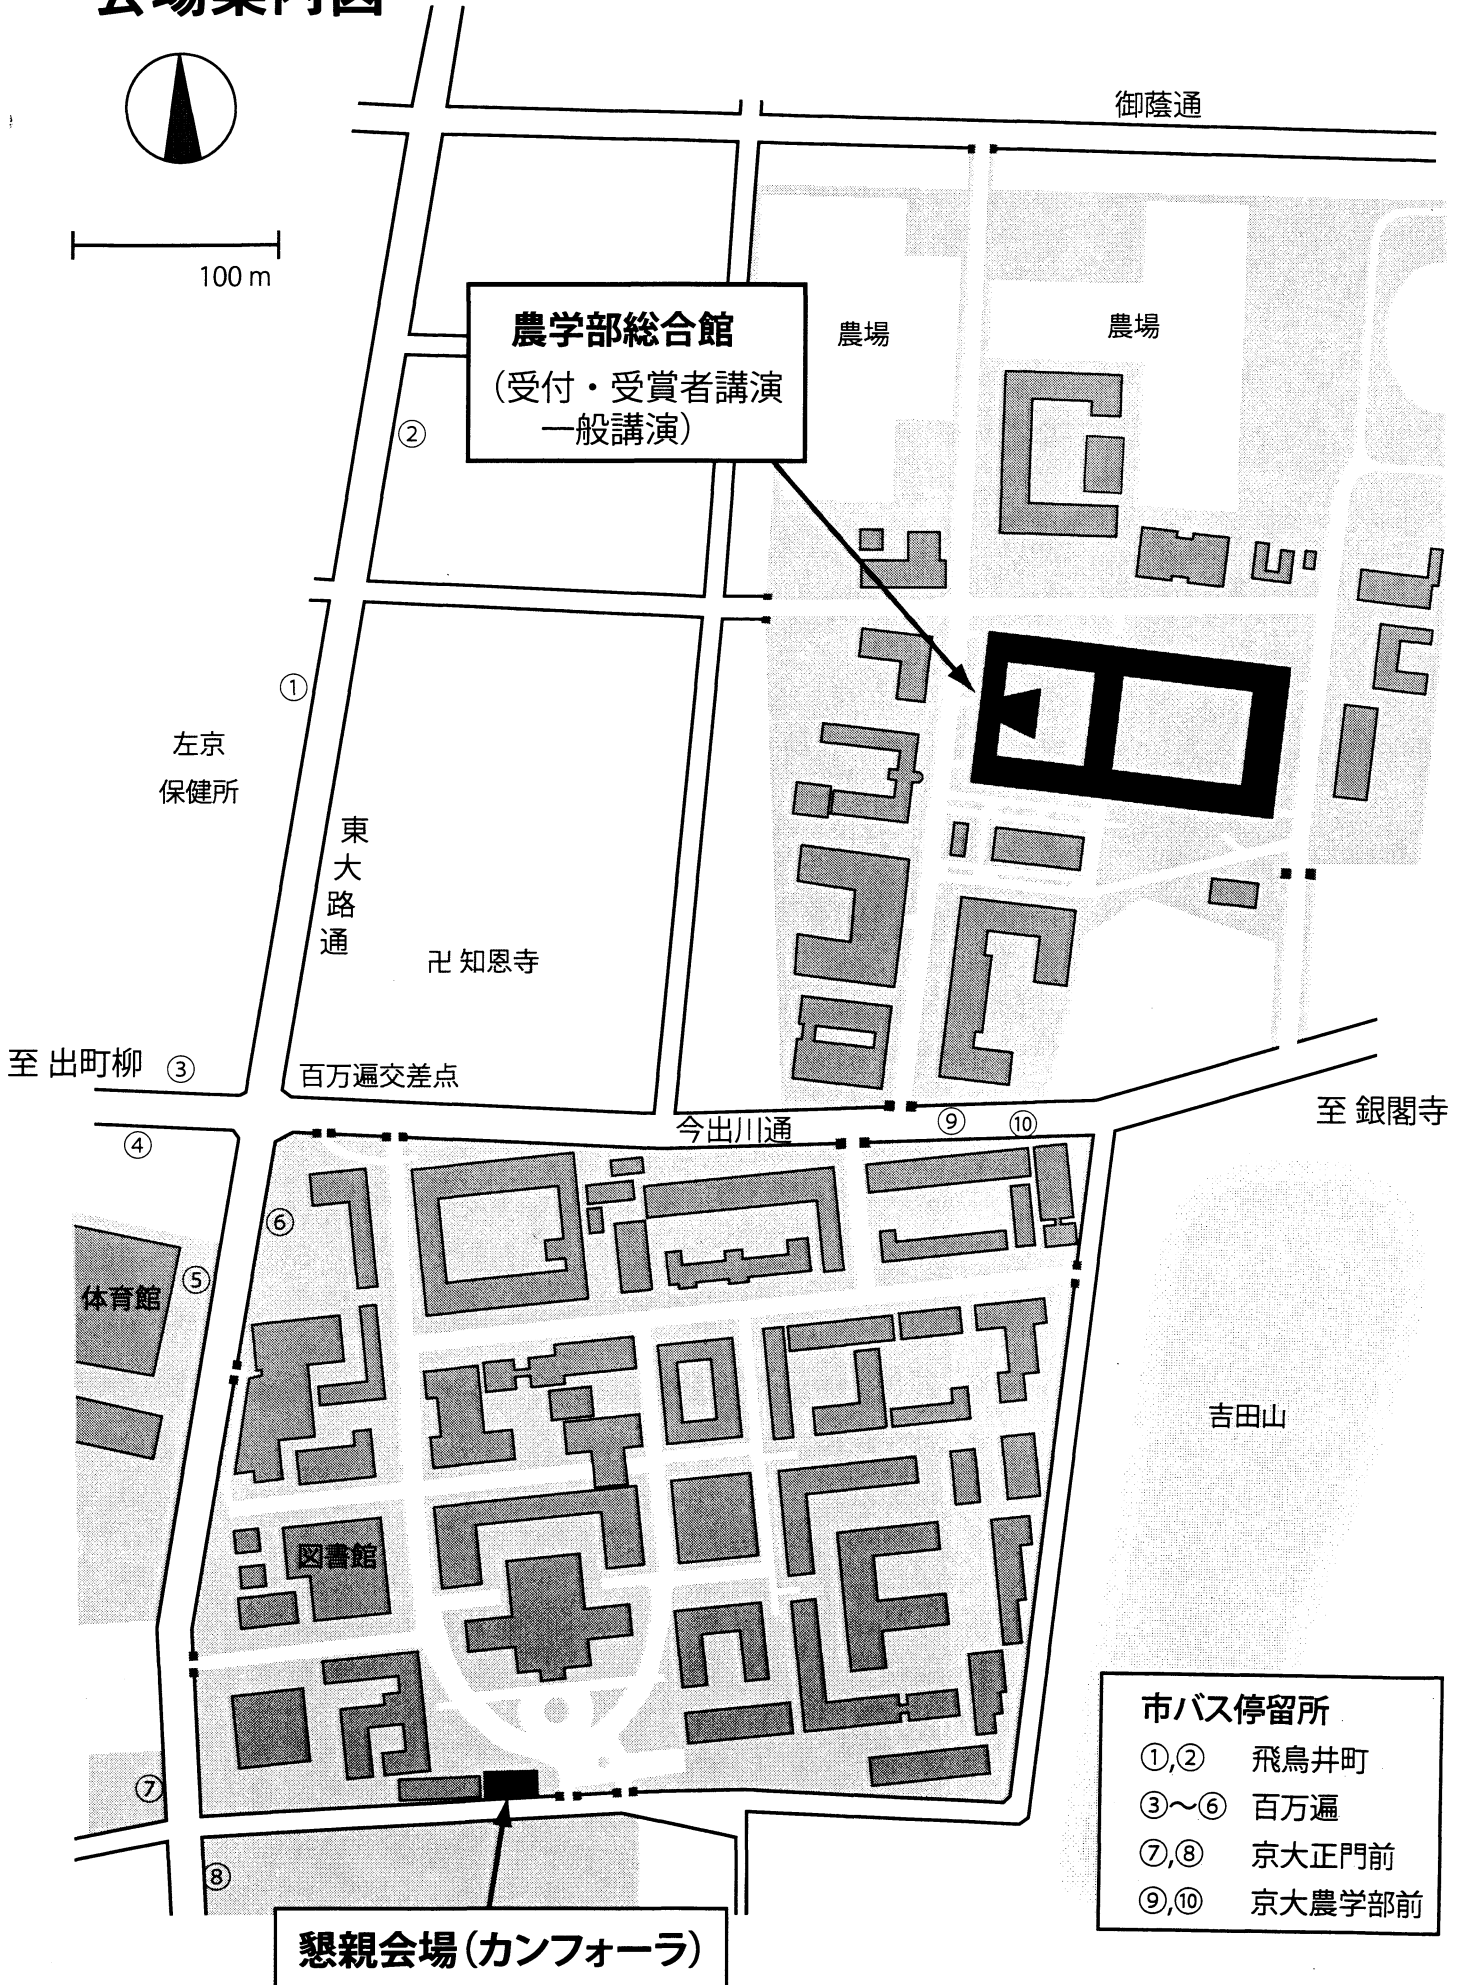 会場案内図
御蔭通
100 m
農学部総合館
（受付・受賞者講演
一般講演）
農場
農場
②
①
左京
保健所
東大路通
卍 知恩寺
至 出町柳
③
百万遍交差点
④
今出川通
⑨
⑩
至 銀閣寺
⑥
⑤
体育館
吉田山
図書館
⑦
⑧
市バス停留所
①,② 飛鳥井町
③～⑥ 百万遍
⑦,⑧ 京大正門前
⑨,⑩ 京大農学部前
懇親会場（カンフォーラ）